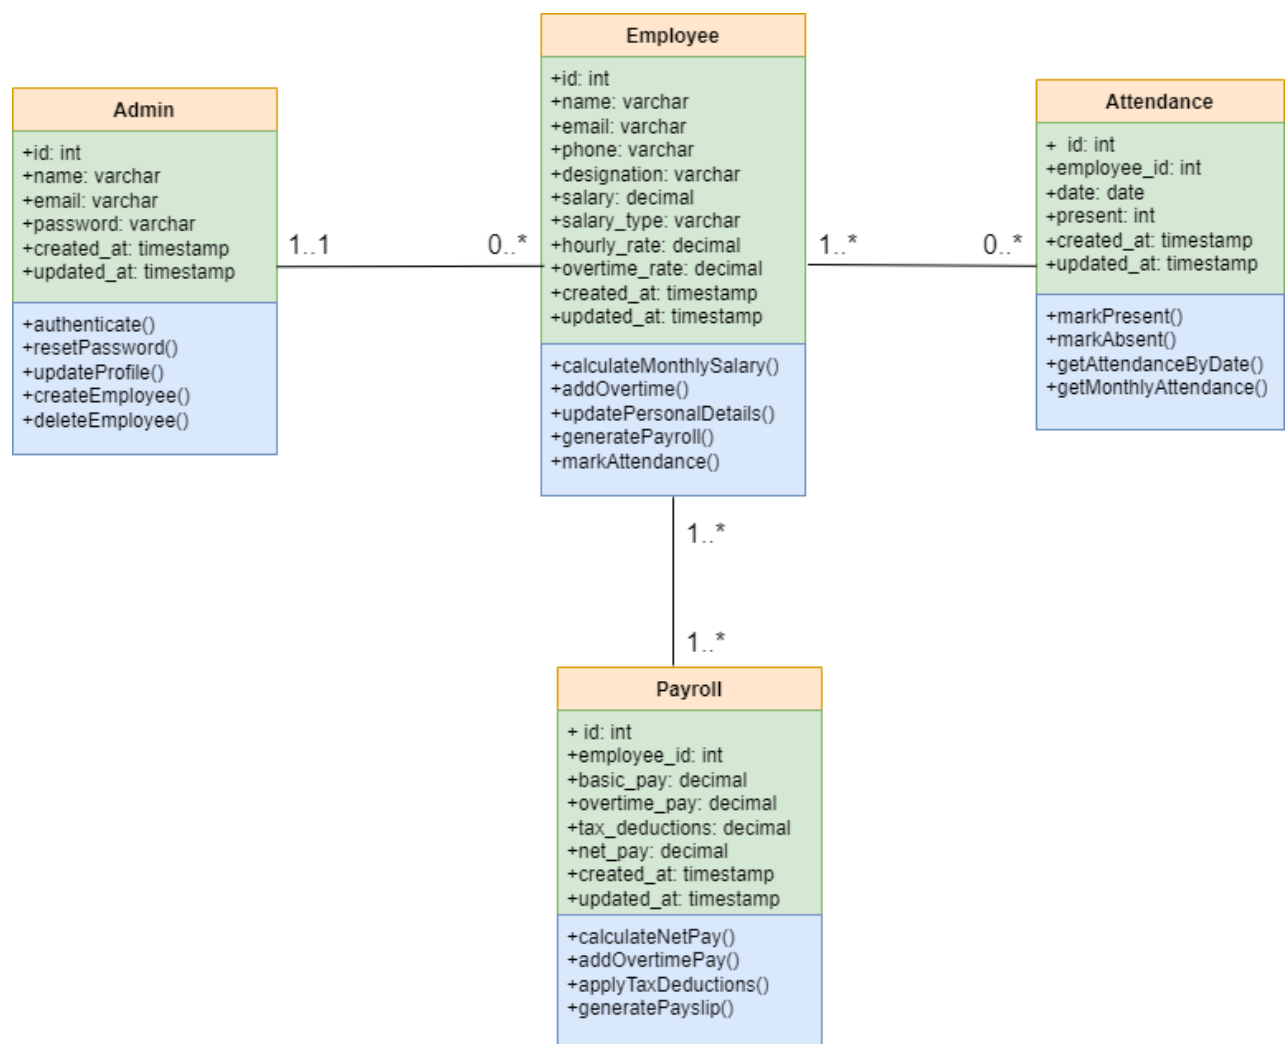 Admin
+id: int
+name: varchar
+email: varchar
+password: varchar
+created_at: timestamp
+updated_at: timestamp
+authenticate()
+resetPassword()
+updateProfile()
+createEmployee()
+deleteEmployee()
1..1
0..*
Employee
+id: int
+name: varchar
+email: varchar
+phone: varchar
+designation: varchar
+salary: decimal
+salary_type: varchar
+hourly_rate: decimal
+overtime_rate: decimal
+created_at: timestamp
+updated_at: timestamp
+calculateMonthlySalary()
+addOvertime()
+updatePersonalDetails()
+generatePayroll()
+markAttendance()
1..*
0..*
Attendance
+ id: int
+employee_id: int
+date: date
+present: int
+created_at: timestamp
+updated_at: timestamp
+markPresent()
+markAbsent()
+getAttendanceByDate()
+getMonthlyAttendance()
1..*
1..*
Payroll
+ id: int
+employee_id: int
+basic_pay: decimal
+overtime_pay: decimal
+tax_deductions: decimal
+net_pay: decimal
+created_at: timestamp
+updated_at: timestamp
+calculateNetPay()
+addOvertimePay()
+applyTaxDeductions()
+generatePayslip()